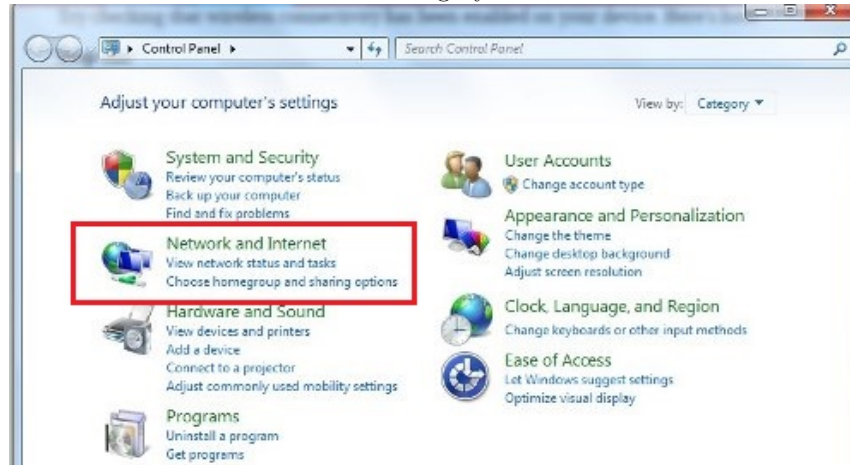 Control Panel
Search Control Panel
Adjust your computer's settings
View by: Category
System and Security
Review your computer's status
Back up your computer
Find and fix problems
Network and Internet
View network status and tasks
Choose homegroup and sharing options
Hardware and Sound
View devices and printers
Add a device
Connect to a projector
Adjust commonly used mobility settings
Programs
Uninstall a program
Get programs
User Accounts
Change account type
Appearance and Personalization
Change the theme
Change desktop background
Adjust screen resolution
Clock, Language, and Region
Change keyboards or other input methods
Ease of Access
Let Windows suggest settings
Optimize visual display